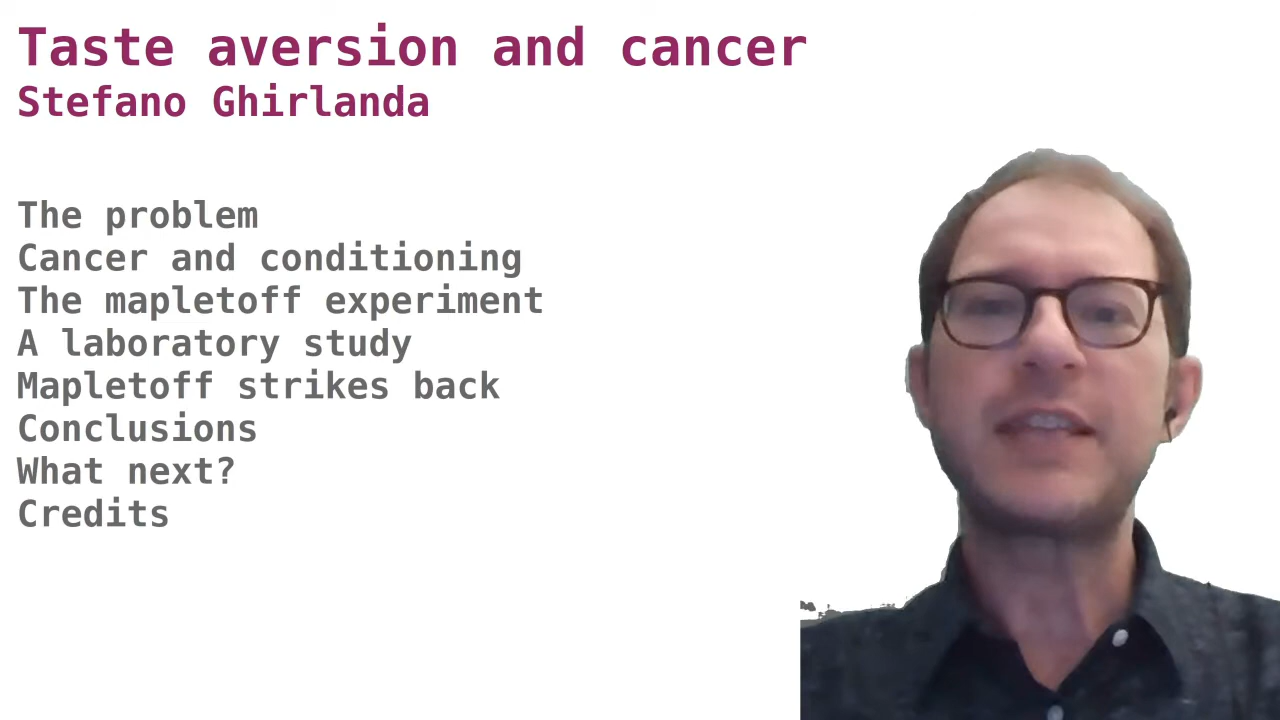 Taste aversion and cancer
Stefano Ghirlanda
The problem
Cancer and conditioning
The mapletoff experiment
A laboratory study
Mapletoff strikes back
Conclusions
What next?
Credits